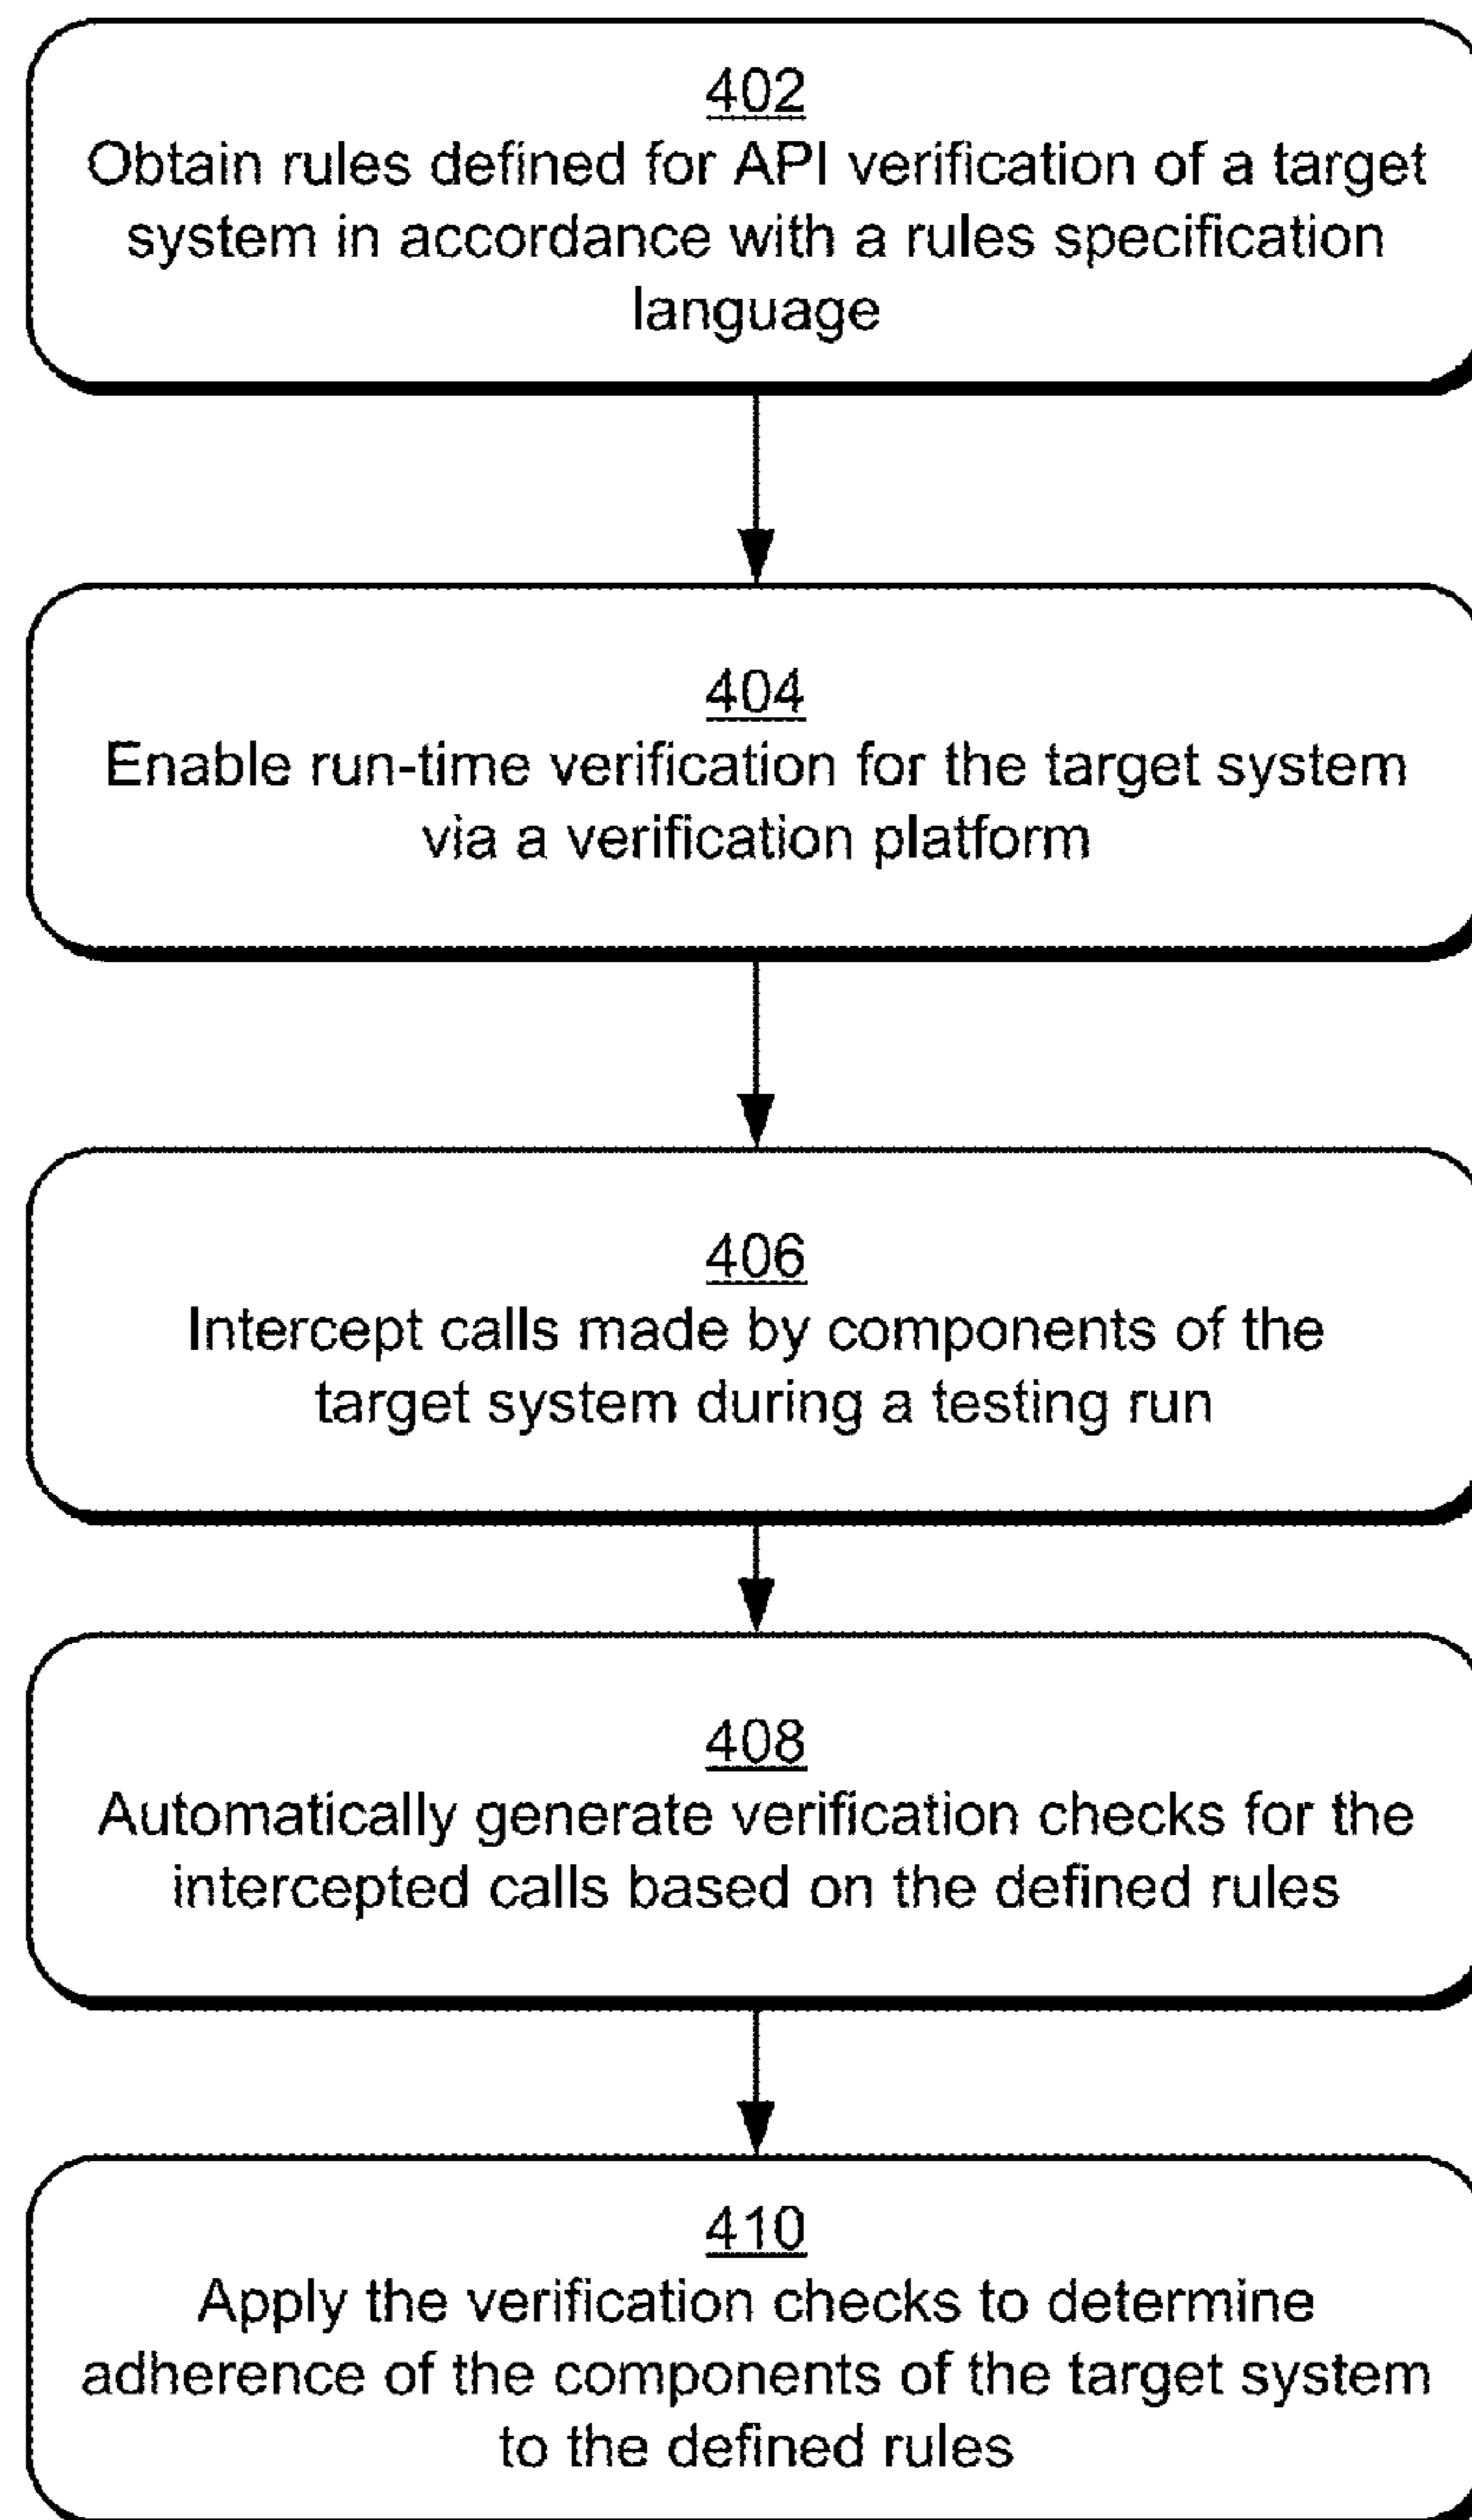 402
Obtain rules defined for API verification of a target
system in accordance with a rules specification
language
404
Enable run-time verification for the target system
via a verification platform
406
Intercept calls made by components of the
target system during a testing run
408
Automatically generate verification checks for the
intercepted calls based on the defined rules
410
Apply the verification checks to determine
adherence of the components of the target system
to the defined rules